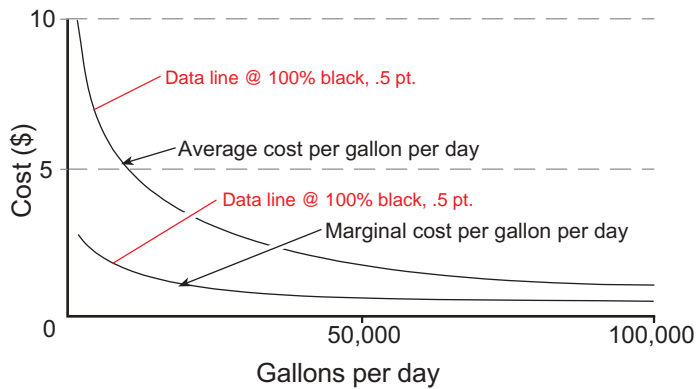 10
Data line @ 100% black, .5 pt.
Average cost per gallon per day
5
Data line @ 100% black, .5 pt.
Marginal cost per gallon per day
Cost ($)
0
50,000
100,000
Gallons per day